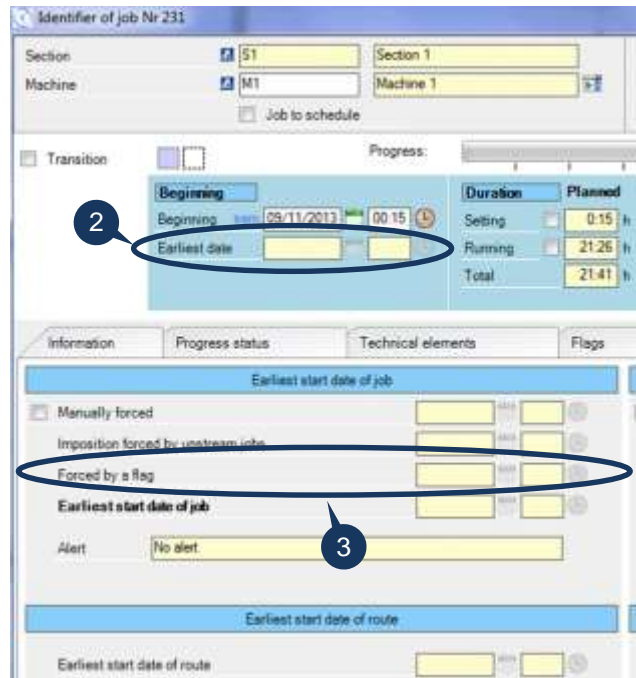 Identifier of job Nr 231
Section S1 Section 1
Machine M1 Machine 1
Job to schedule
Transition Progress:
Beginning Duration Planned
2 Beginning sam. 09/11/2013 00:15 Setting 0:15 h
Earliest date Running 21:26 h
Total 21:41 h
Information Progress status Technical elements Flags
Earliest start date of job
Manually forced
Imposition forced by upstream jobs
Forced by a flag
Earliest start date of job
3
Alert No alert
Earliest start date of route
Earliest start date of route